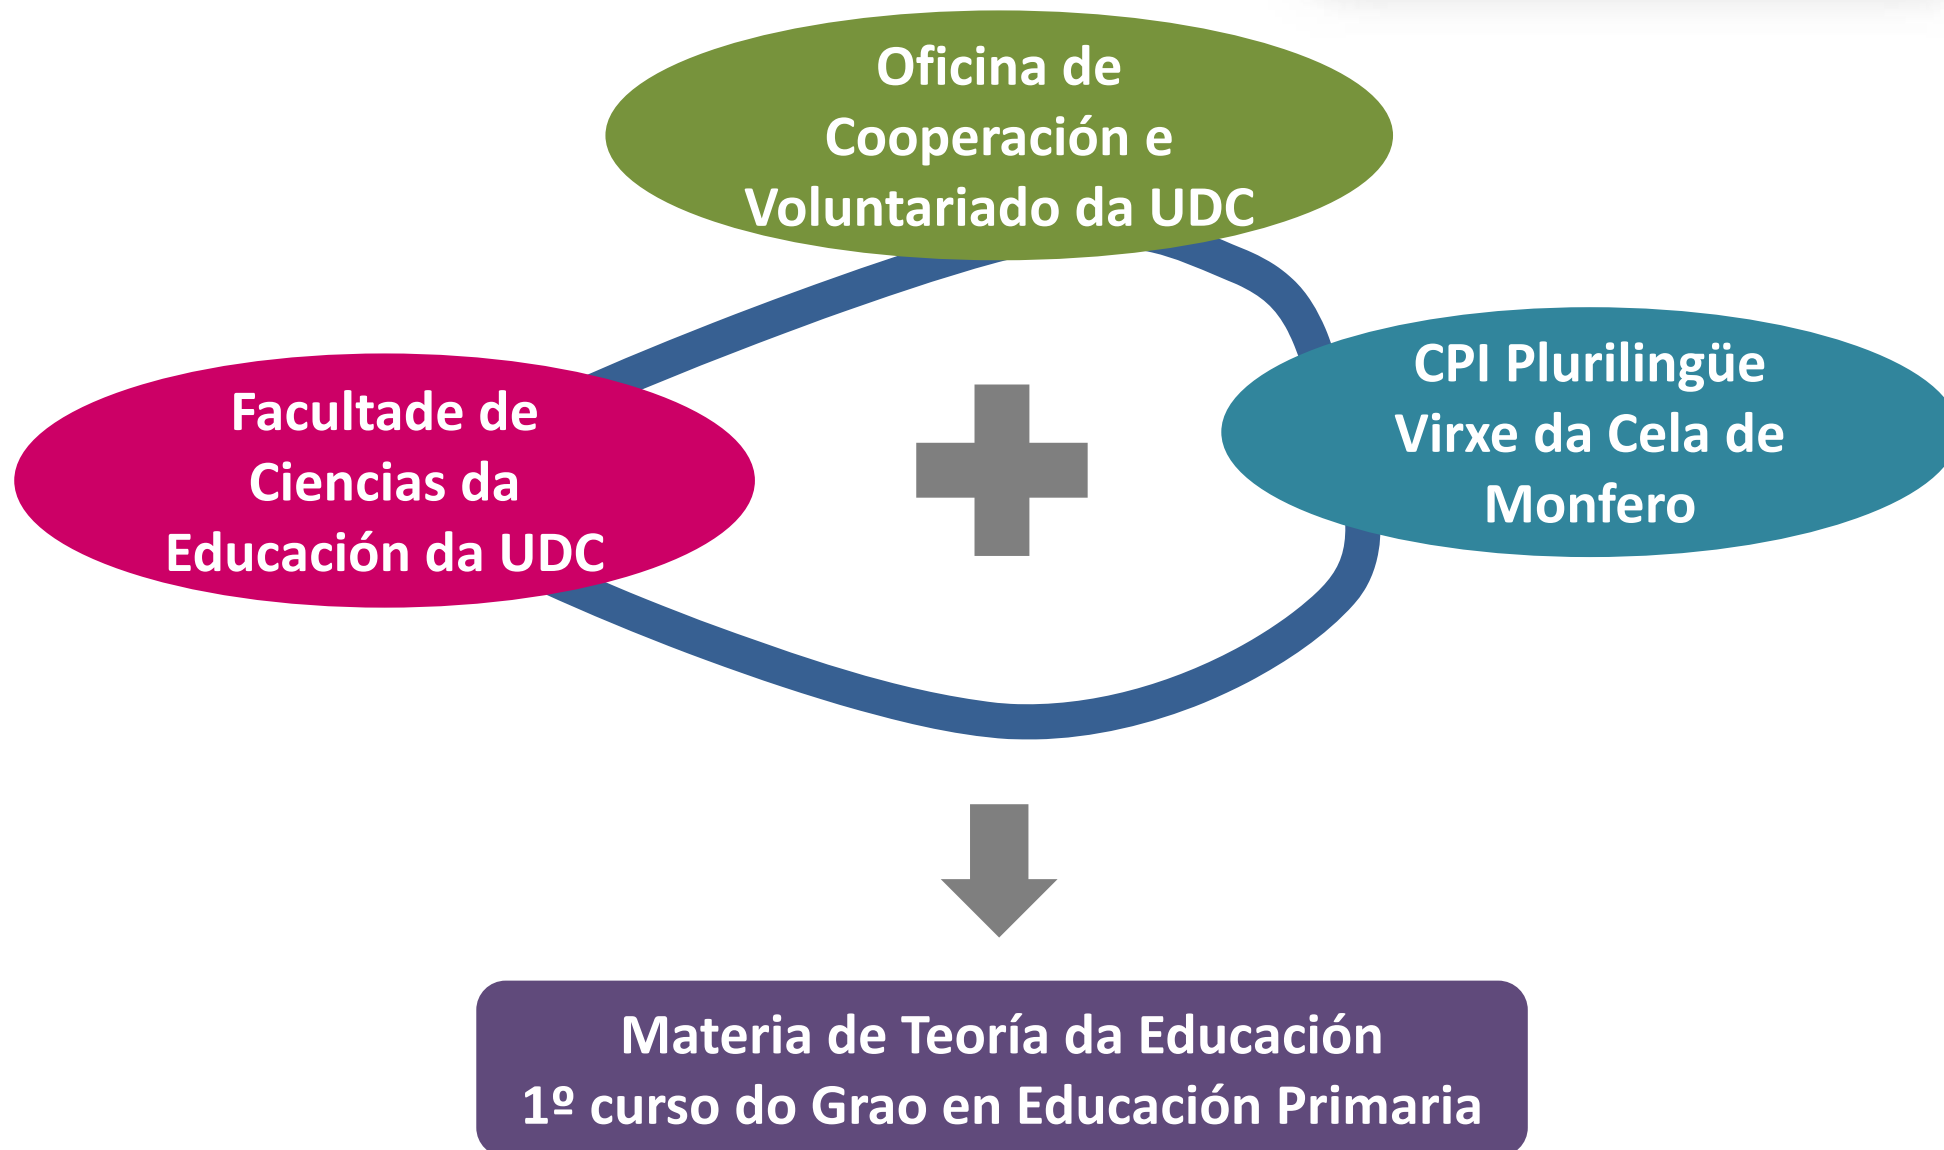 Oficina de
Cooperación e
Voluntariado da UDC
Facultade de
Ciencias da
Educación da UDC
CPI Plurilingüe
Virxe da Cela de
Monfero
Materia de Teoría da Educación
1º curso do Grao en Educación Primaria